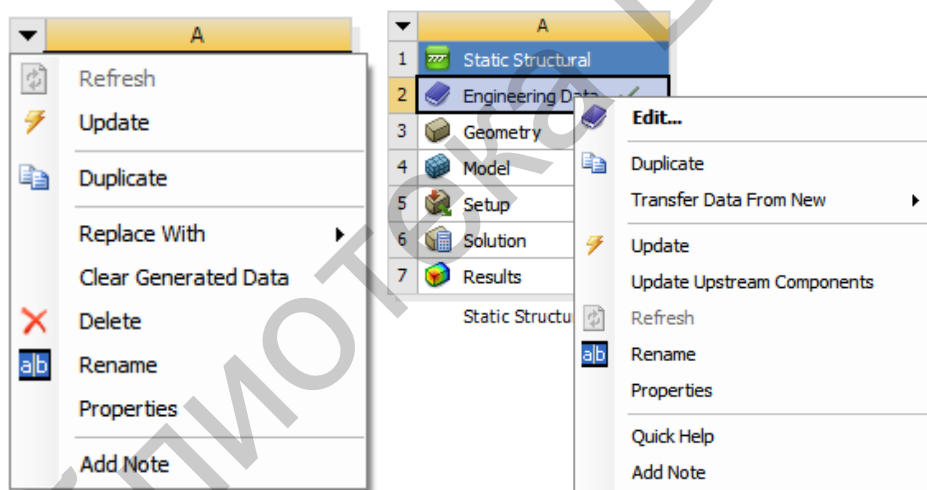 A
Refresh
Update
Duplicate
Replace With
Clear Generated Data
Delete
a|b Rename
Properties
Add Note
A
1 Static Structural
2 Engineering Data
3 Geometry
4 Model
5 Setup
6 Solution
7 Results
Static Structu
Edit...
Duplicate
Transfer Data From New
Update
Update Upstream Components
Refresh
a|b Rename
Properties
Quick Help
Add Note